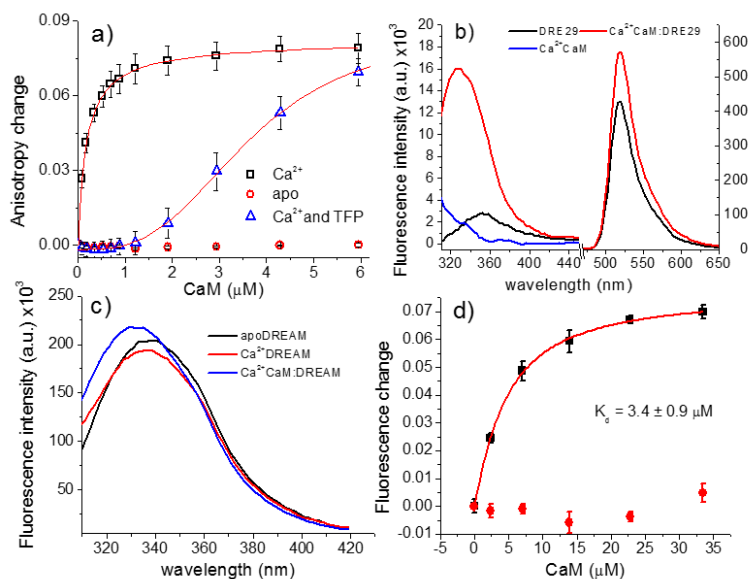 a)
0.09
0.06
0.03
0.00
Anisotropy change
Ca²⁺
apo
Ca²⁺ and TFP
0 1 2 3 4 5 6
CaM (μM)
b)
DRE29
Ca²⁺CaM
Ca²⁺CaM:DRE29
20
18
16
14
12
10
8
6
4
2
0
Fluorescence intensity (a.u.) x10³
600
500
400
300
200
100
0
350 400 450 500 550 600 650
wavelength (nm)
c)
250
200
150
100
50
Fluorescence intensity (a.u.) x10³
apoDREAM
Ca²⁺DREAM
Ca²⁺CaM:DREAM
320 340 360 380 400 420
wavelength (nm)
d)
0.07
0.06
0.05
0.04
0.03
0.02
0.01
0.00
-0.01
Fluorescence change
K_d = 3.4 ± 0.9 μM
-5 0 5 10 15 20 25 30 35
CaM (μM)